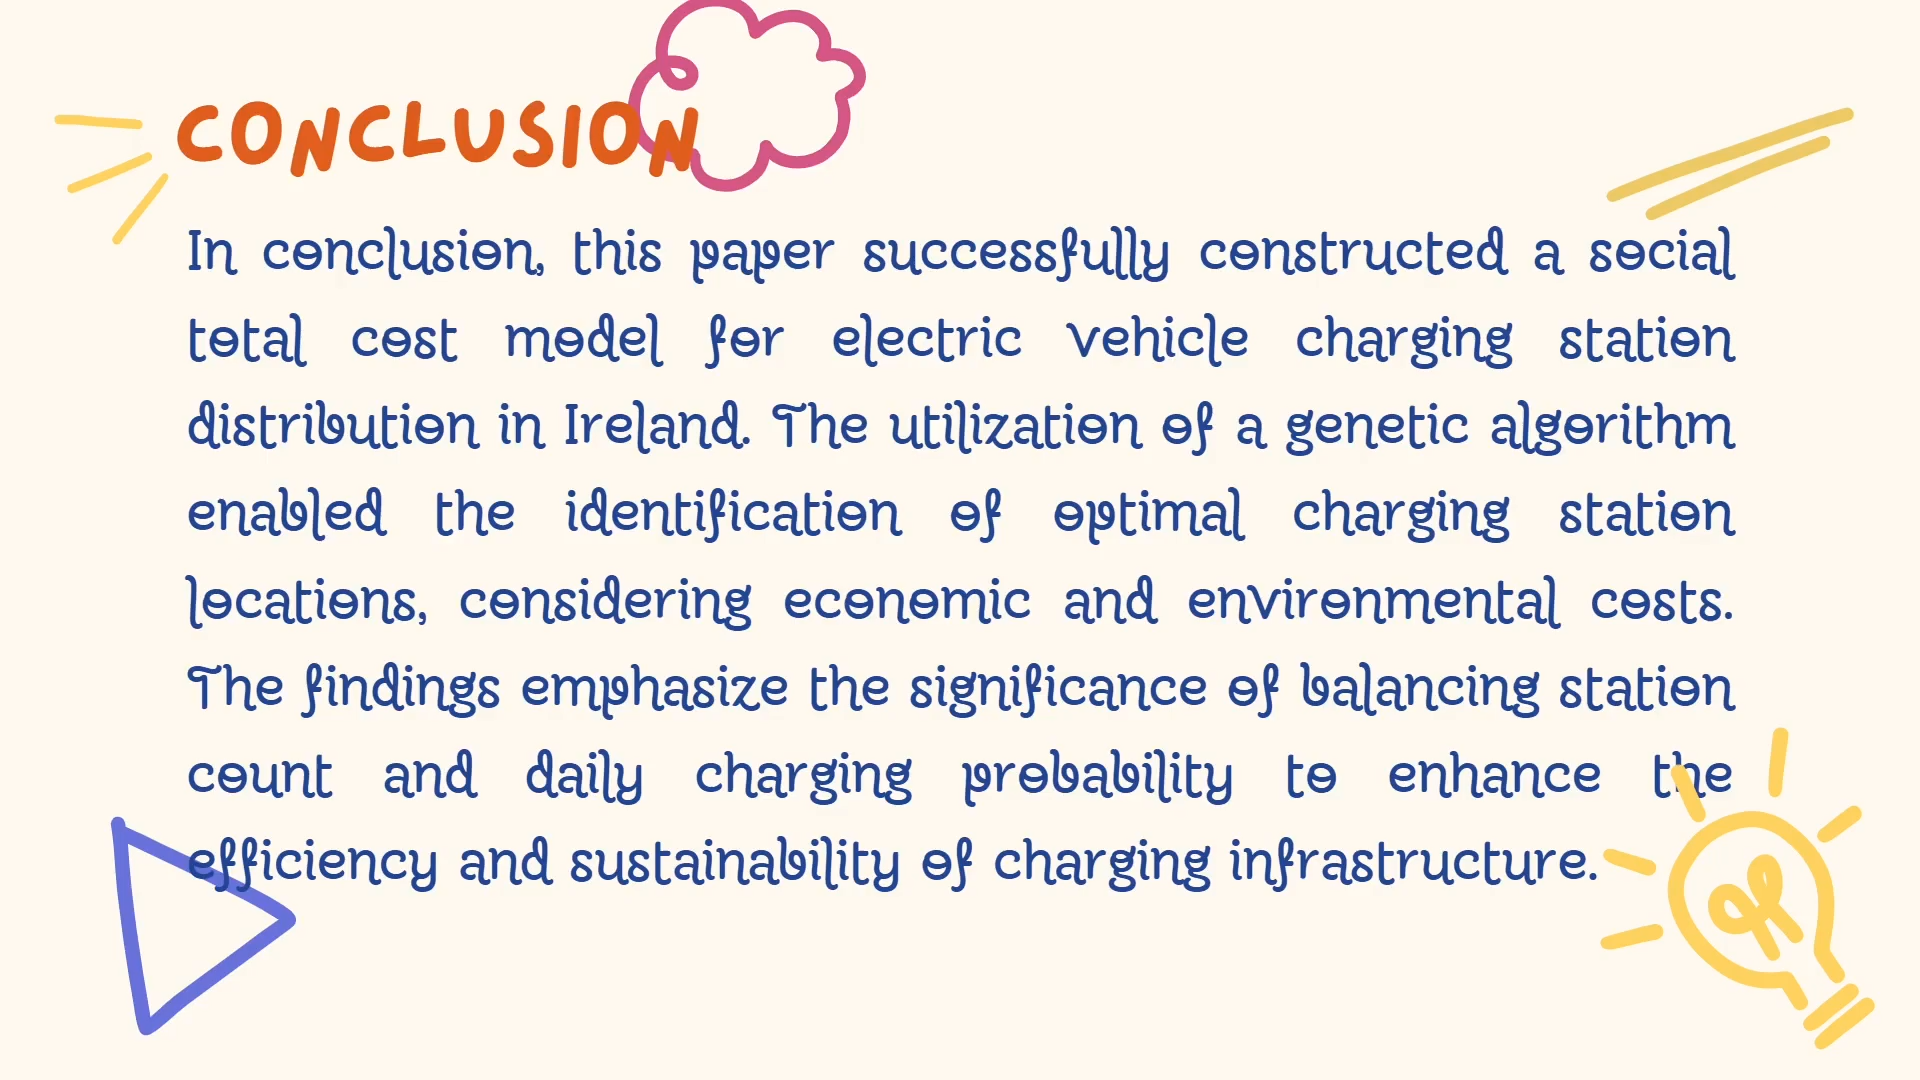 CONCLUSION
In conclusion, this paper successfully constructed a social
total cost model for electric vehicle charging station
distribution in Ireland. The utilization of a genetic algorithm
enabled the identification of optimal charging station
locations, considering economic and environmental costs.
The findings emphasize the significance of balancing station
count and daily charging probability to enhance the
efficiency and sustainability of charging infrastructure.